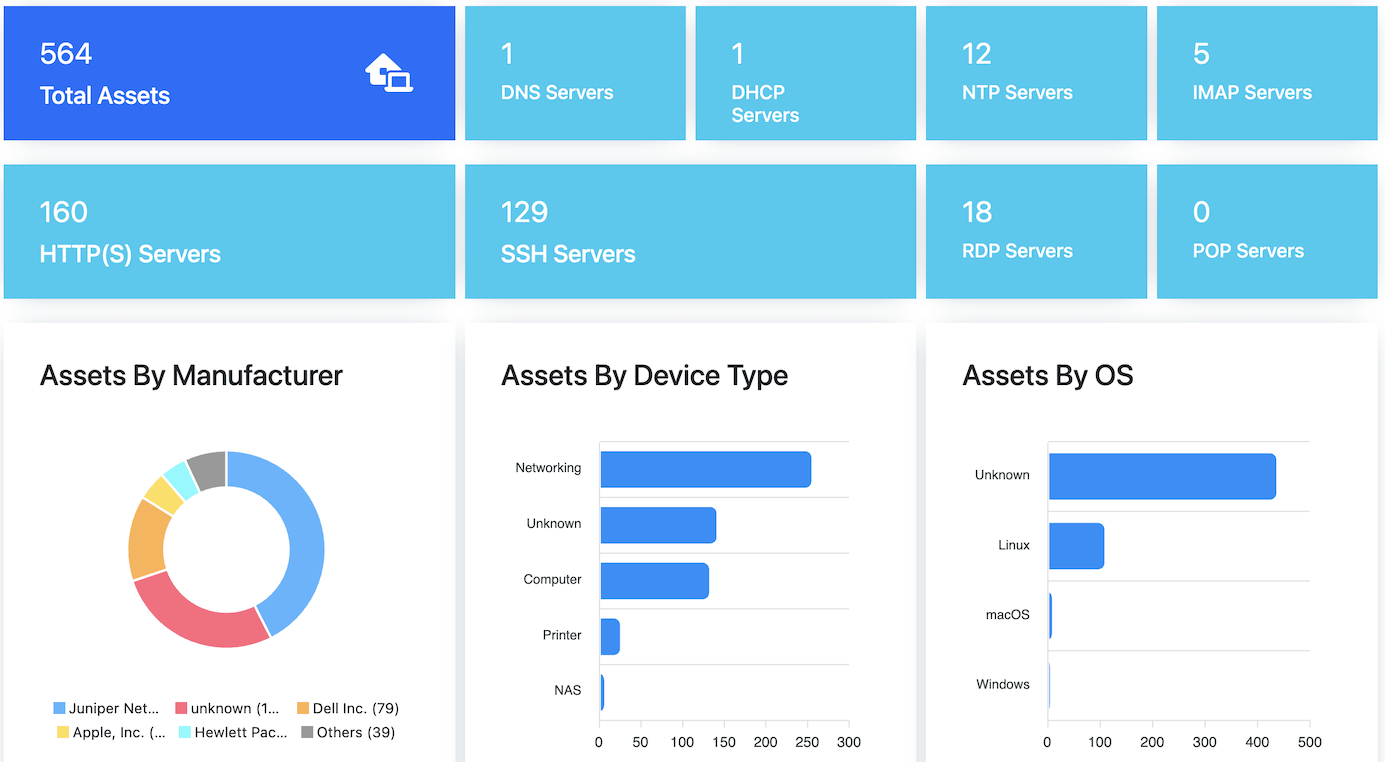 564
Total Assets
1
DNS Servers
1
DHCP
Servers
12
NTP Servers
5
IMAP Servers
160
HTTP(S) Servers
129
SSH Servers
18
RDP Servers
0
POP Servers
Assets By Manufacturer
Juniper Net...
unknown (1...
Dell Inc. (79)
Apple, Inc. (...
Hewlett Pac...
Others (39)
Assets By Device Type
Networking
Unknown
Computer
Printer
NAS
0 50 100 150 200 250 300
Assets By OS
Unknown
Linux
macOS
Windows
0 100 200 300 400 500